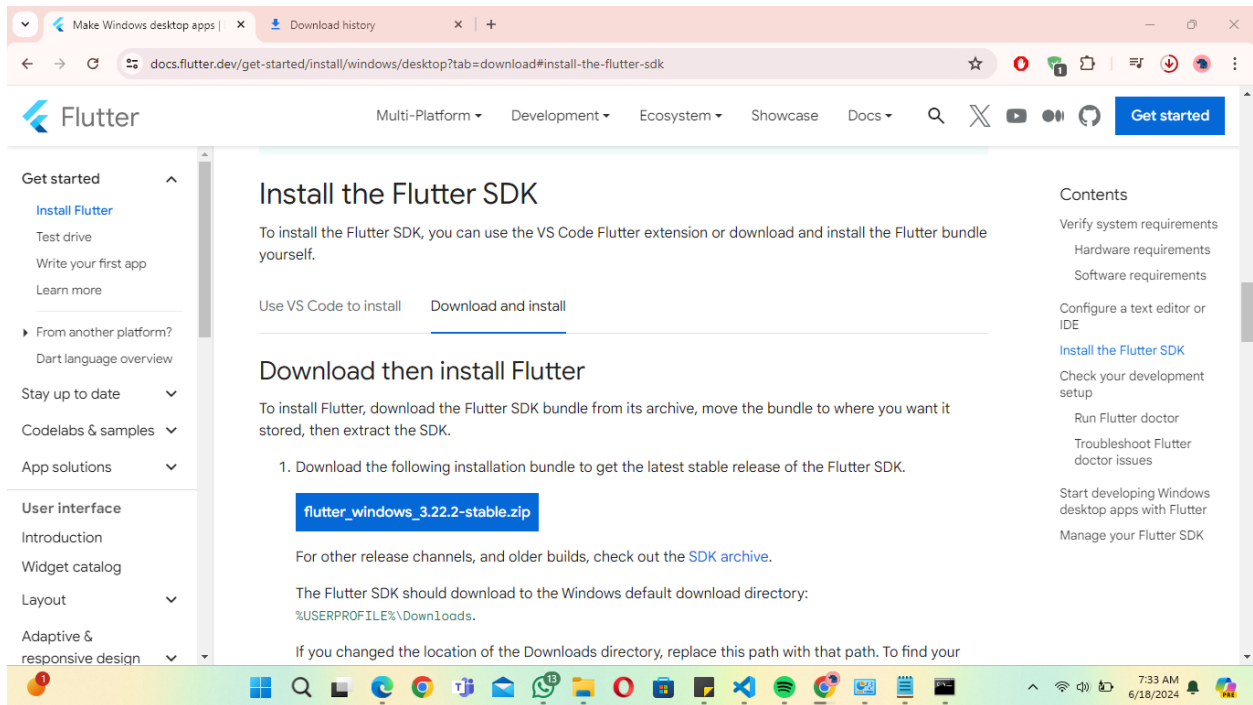 Make Windows desktop apps |
Download history
docs.flutter.dev/get-started/install/windows/desktop?tab=download#install-the-flutter-sdk
1
Flutter
Multi-Platform
Development
Ecosystem
Showcase
Docs
Get started
Get started
Install Flutter
Test drive
Write your first app
Learn more
From another platform?
Dart language overview
Stay up to date
Codelabs & samples
App solutions
User interface
Introduction
Widget catalog
Layout
Adaptive &
responsive design
Install the Flutter SDK
To install the Flutter SDK, you can use the VS Code Flutter extension or download and install the Flutter bundle
yourself.
Use VS Code to install
Download and install
Download then install Flutter
To install Flutter, download the Flutter SDK bundle from its archive, move the bundle to where you want it
stored, then extract the SDK.
1. Download the following installation bundle to get the latest stable release of the Flutter SDK.
flutter_windows_3.22.2-stable.zip
For other release channels, and older builds, check out the SDK archive.
The Flutter SDK should download to the Windows default download directory:
%USERPROFILE%\Downloads.
If you changed the location of the Downloads directory, replace this path with that path. To find your
Contents
Verify system requirements
Hardware requirements
Software requirements
Configure a text editor or
IDE
Install the Flutter SDK
Check your development
setup
Run Flutter doctor
Troubleshoot Flutter
doctor issues
Start developing Windows
desktop apps with Flutter
Manage your Flutter SDK
1
13
7:33 AM
6/18/2024
PRE